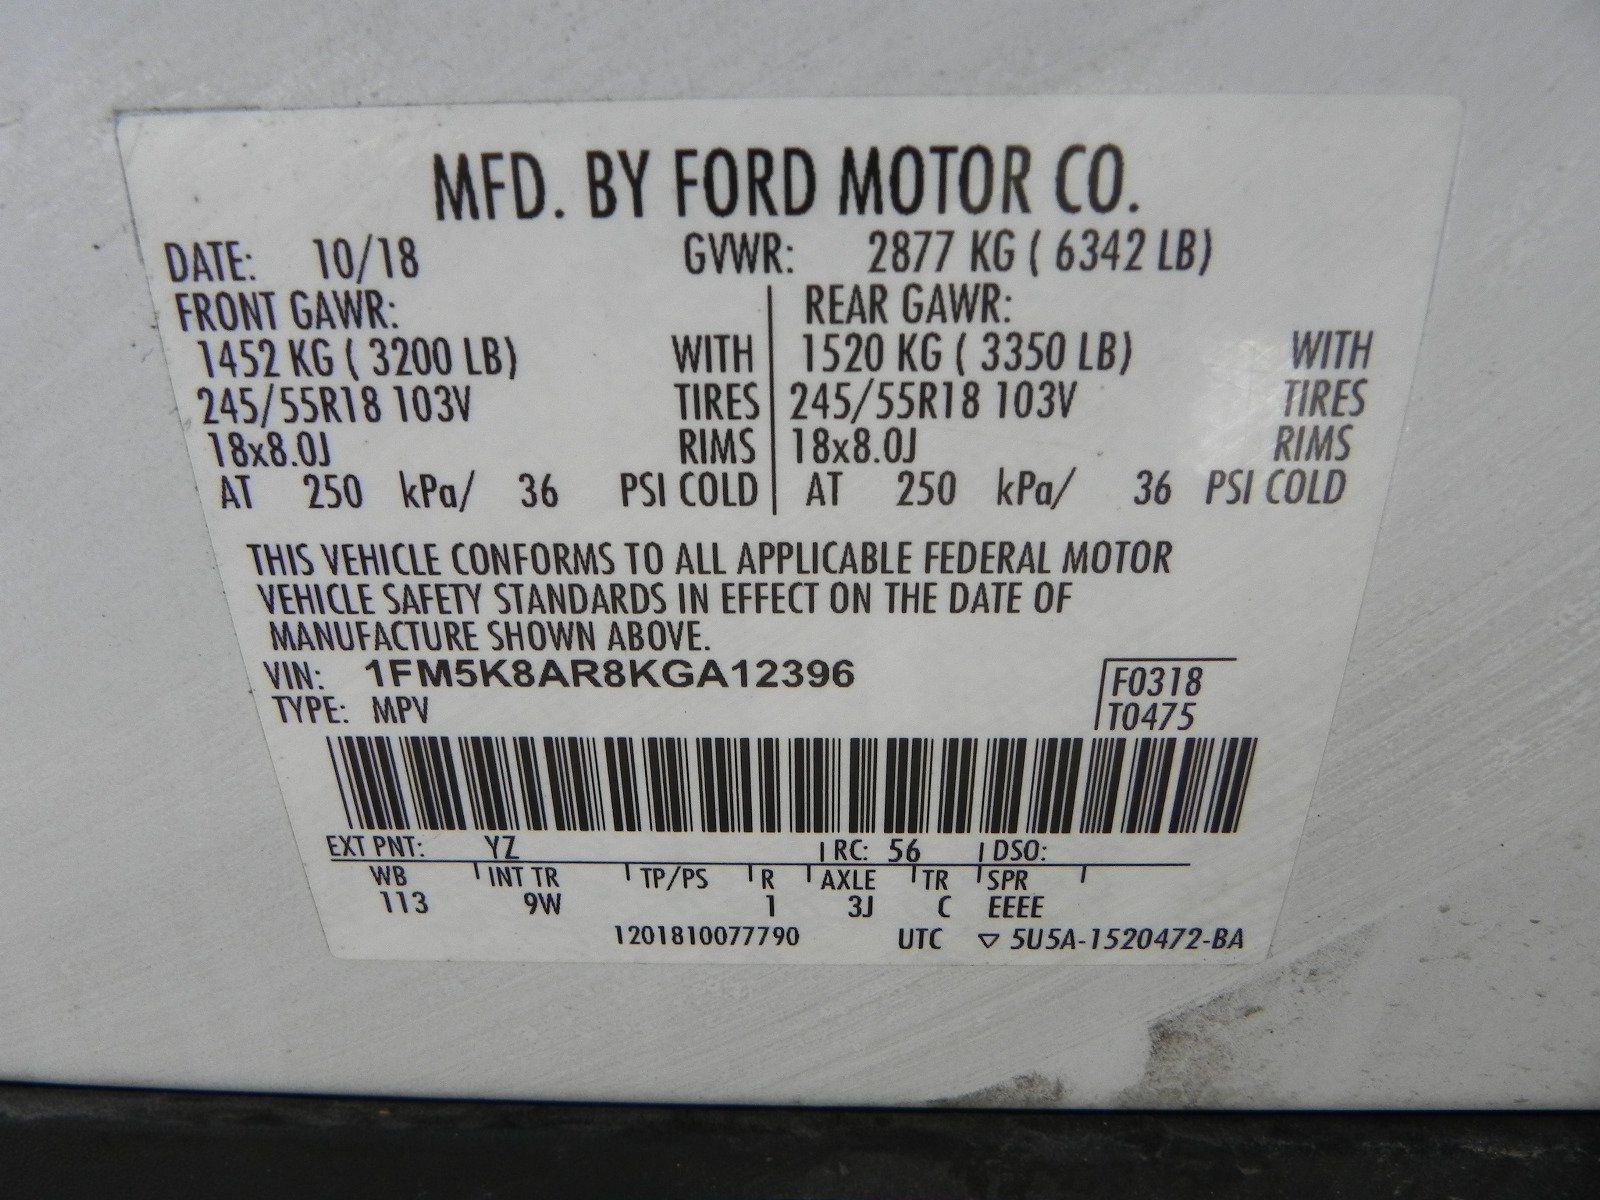 MFD. BY FORD MOTOR CO.
DATE: 10/18 GVWR: 2877 KG ( 6342 LB)
FRONT GAWR: REAR GAWR:
1452 KG ( 3200 LB) WITH 1520 KG ( 3350 LB) WITH
245/55R18 103V TIRES 245/55R18 103V TIRES
18x8.0J RIMS 18x8.0J RIMS
AT 250 kPa/ 36 PSI COLD AT 250 kPa/ 36 PSI COLD
THIS VEHICLE CONFORMS TO ALL APPLICABLE FEDERAL MOTOR
VEHICLE SAFETY STANDARDS IN EFFECT ON THE DATE OF
MANUFACTURE SHOWN ABOVE.
VIN: 1FM5K8AR8KGA12396 F0318
TYPE: MPV T0475
EXT PNT: YZ RC: 56 DSO:
WB INT TR TP/PS R AXLE TR SPR
113 9W 1 3J C EEEE
1201810077790 UTC ▽ 5U5A-1520472-BA